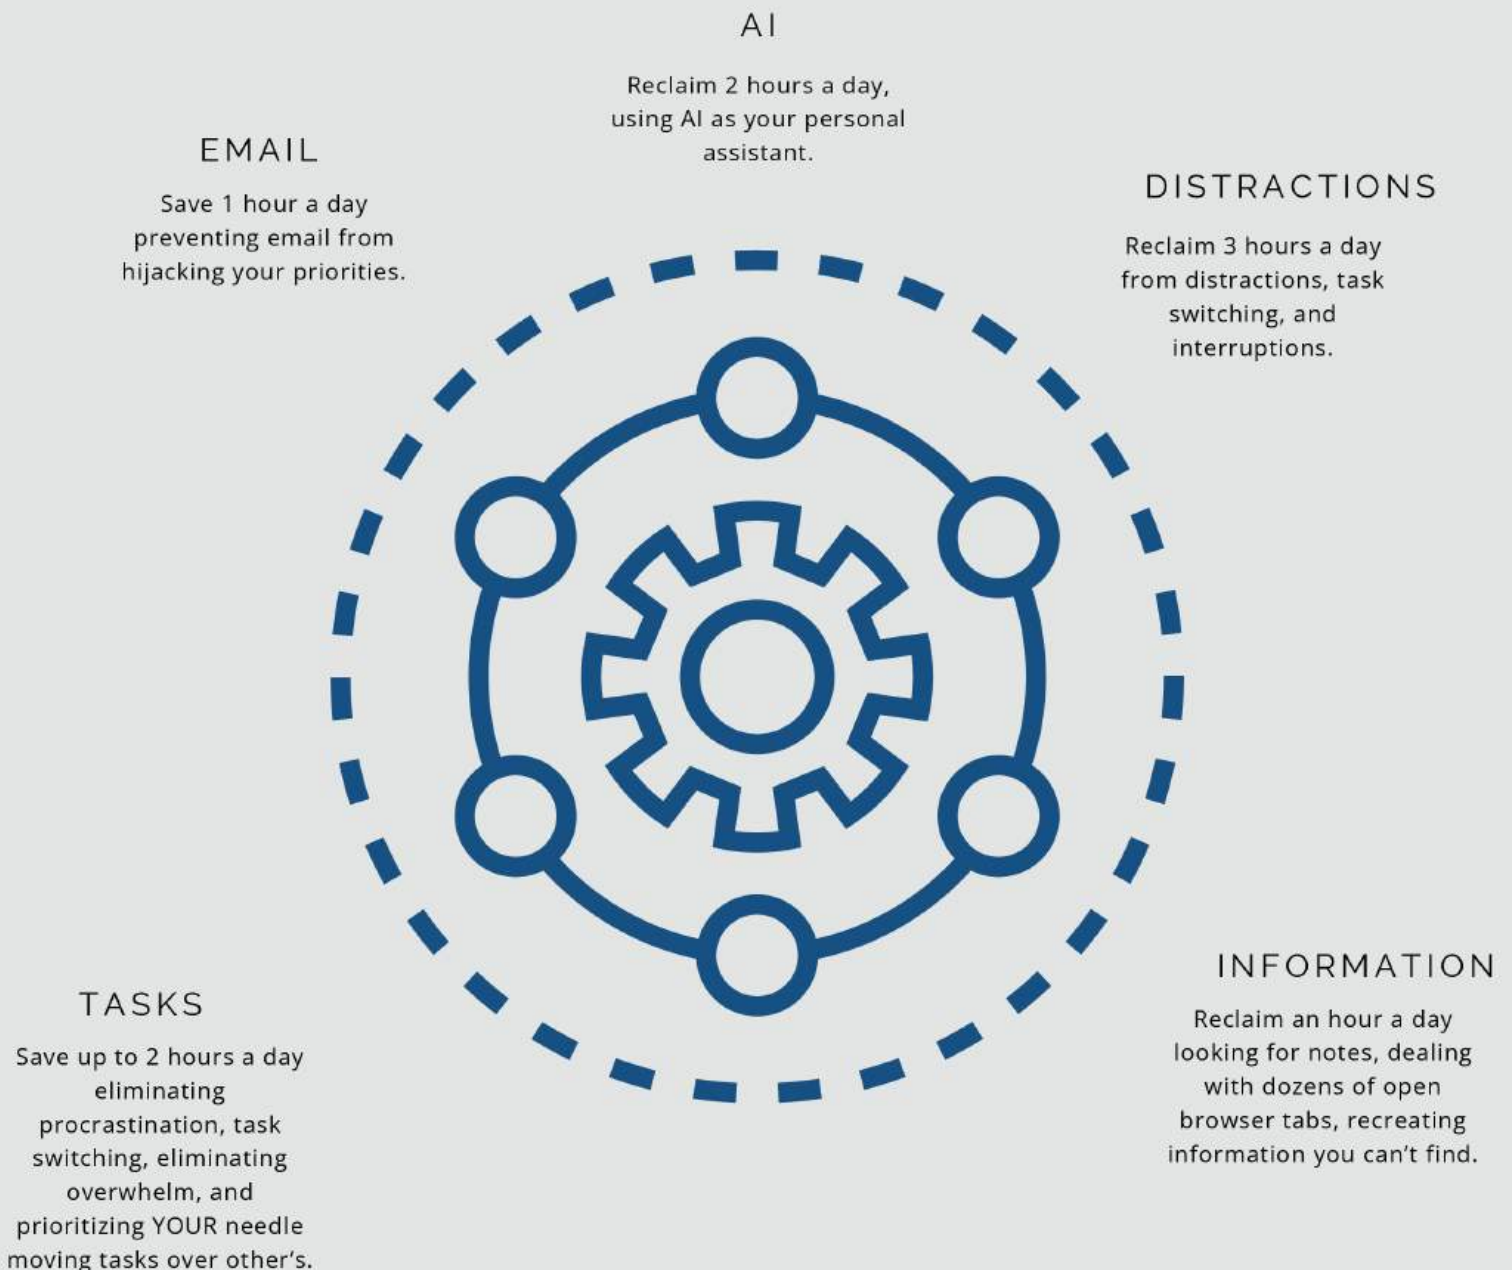 AI
Reclaim 2 hours a day,
using AI as your personal
assistant.
EMAIL
Save 1 hour a day
preventing email from
hijacking your priorities.
DISTRACTIONS
Reclaim 3 hours a day
from distractions, task
switching, and
interruptions.
TASKS
Save up to 2 hours a day
eliminating
procrastination, task
switching, eliminating
overwhelm, and
prioritizing YOUR needle
moving tasks over other's.
INFORMATION
Reclaim an hour a day
looking for notes, dealing
with dozens of open
browser tabs, recreating
information you can't find.